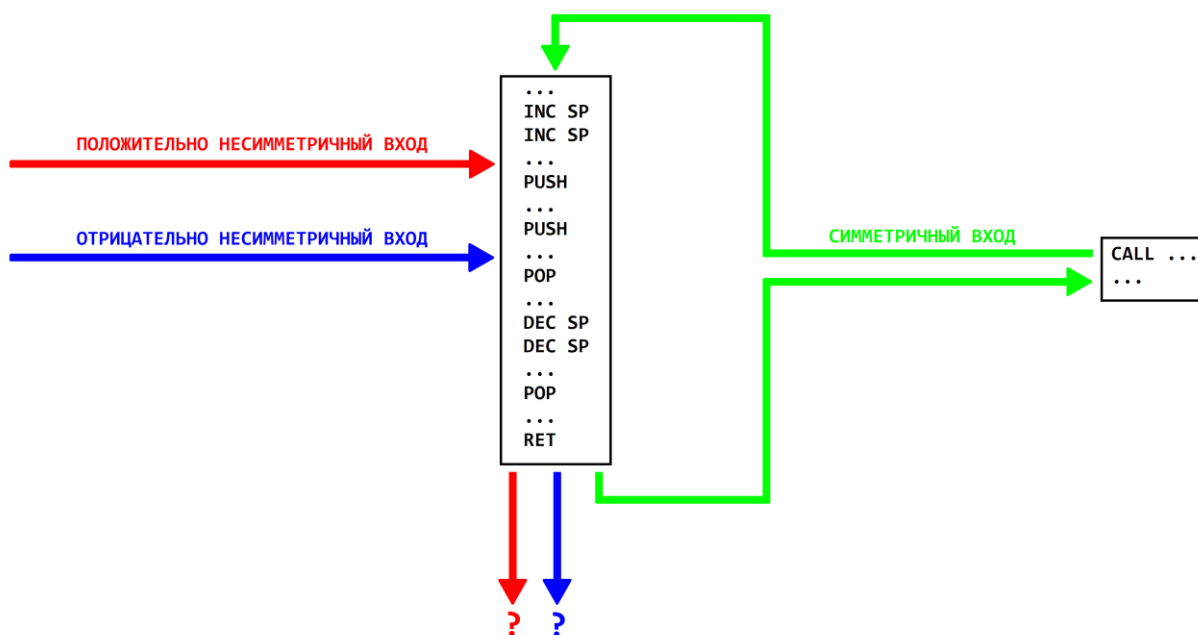 ...
INC SP
INC SP
ПОЛОЖИТЕЛЬНО НЕСИММЕТРИЧНЫЙ ВХОД
...
PUSH
...
PUSH
ОТРИЦАТЕЛЬНО НЕСИММЕТРИЧНЫЙ ВХОД
...
POP
...
DEC SP
DEC SP
...
POP
...
RET
СИММЕТРИЧНЫЙ ВХОД
CALL ...
...
? ?